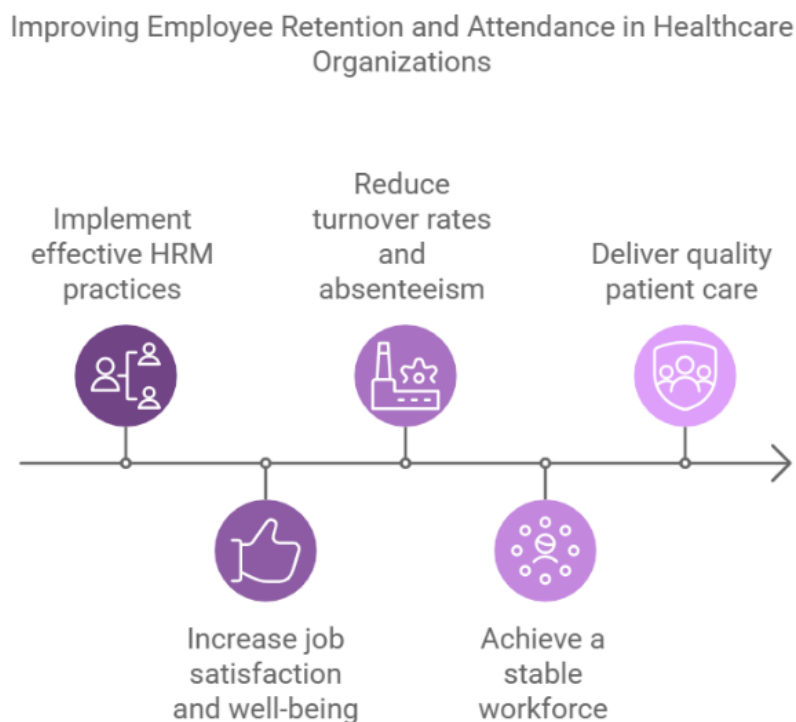 Improving Employee Retention and Attendance in Healthcare
Organizations
Implement
effective HRM
practices
Increase job
satisfaction
and well-being
Reduce
turnover rates
and
absenteeism
Achieve a
stable
workforce
Deliver quality
patient care